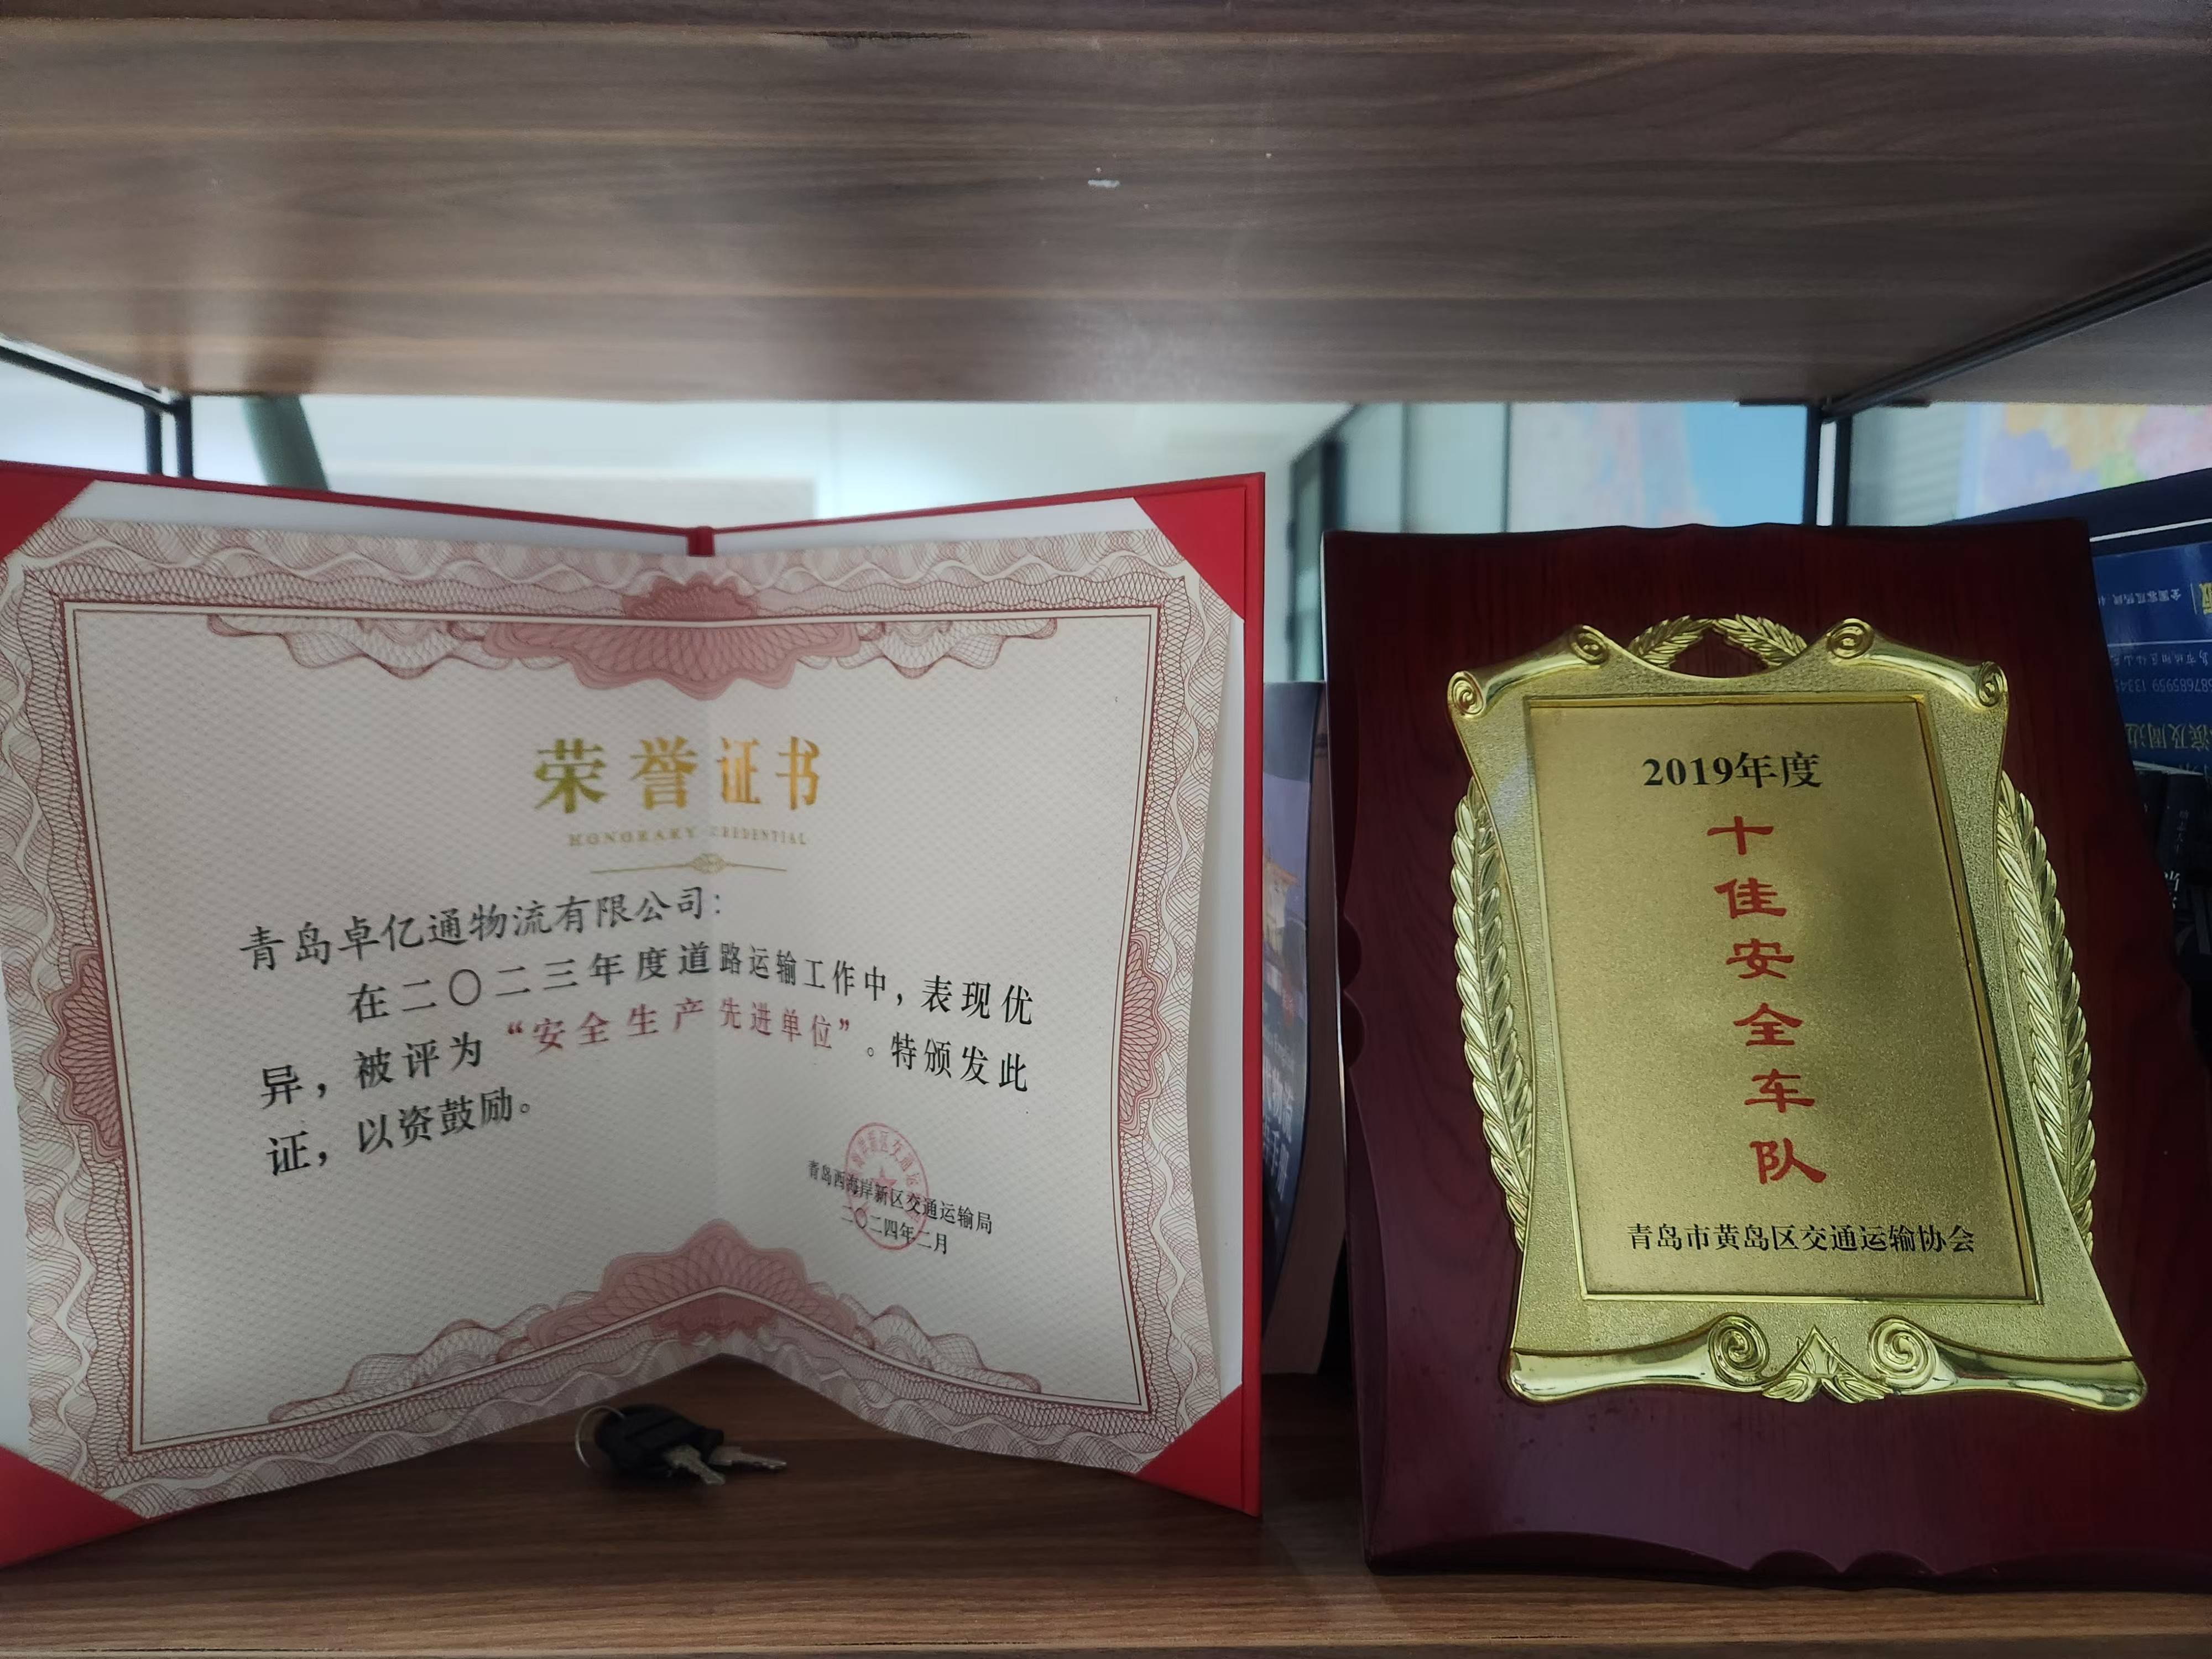 荣誉证书
HONORARY CREDENTIAL
青岛卓亿通物流有限公司：
在二〇二三年度道路运输工作中，表现优
异，被评为“安全生产先进单位”。特颁发此
证，以资鼓励。
青岛西海岸新区交通运输局
二〇二四年二月
2019年度
十佳安全车队
青岛市黄岛区交通运输协会